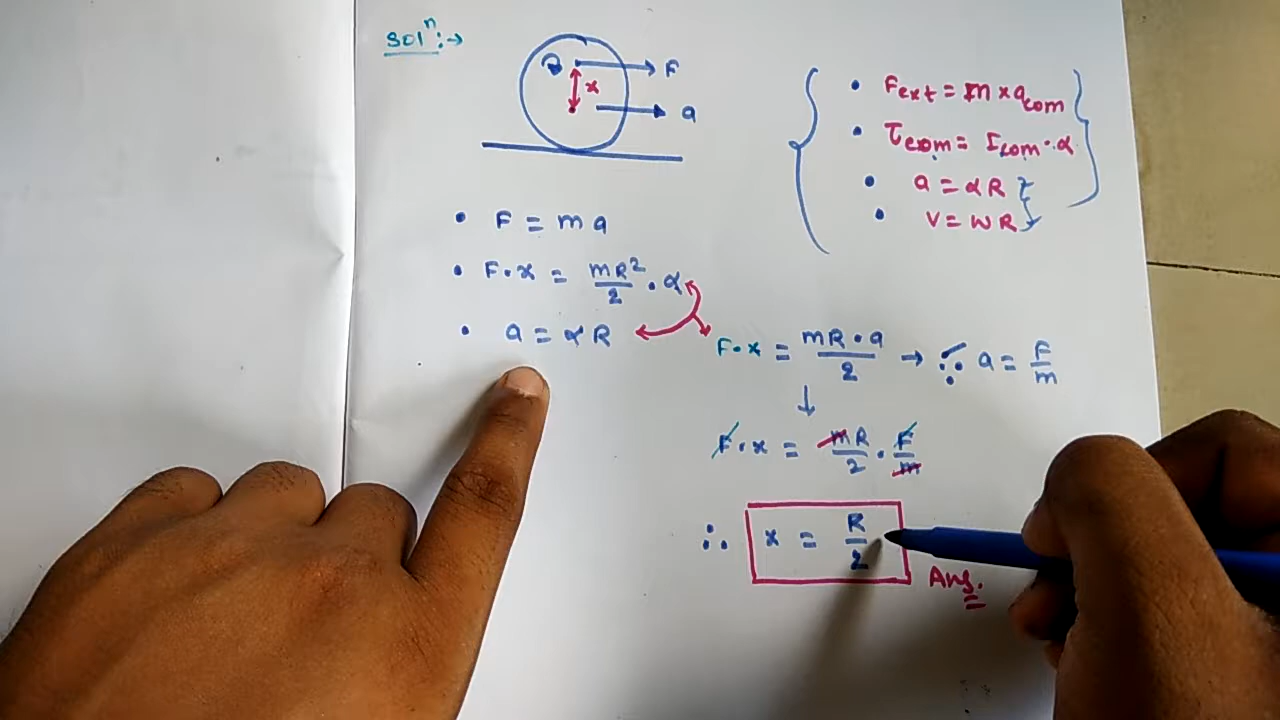 Solⁿ :→
F
x
a
• Fext = m × acom
• τcom = Icom · α
• a = αR
• v = ωR
• F = ma
• F·x = mR²/2 · α
• a = αR
F·x = mR·a/2 → ∵ a = F/m
↓
F·x = mR/2 · F/m
∴ x = R/2
Ans.